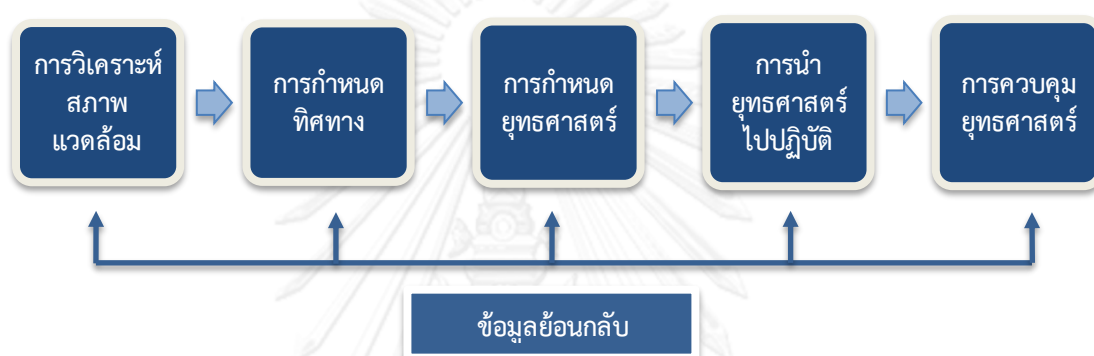 การวิเคราะห์
สภาพ
แวดล้อม
การกำหนด
ทิศทาง
การกำหนด
ยุทธศาสตร์
การนำ
ยุทธศาสตร์
ไปปฏิบัติ
การควบคุม
ยุทธศาสตร์
ข้อมูลย้อนกลับ